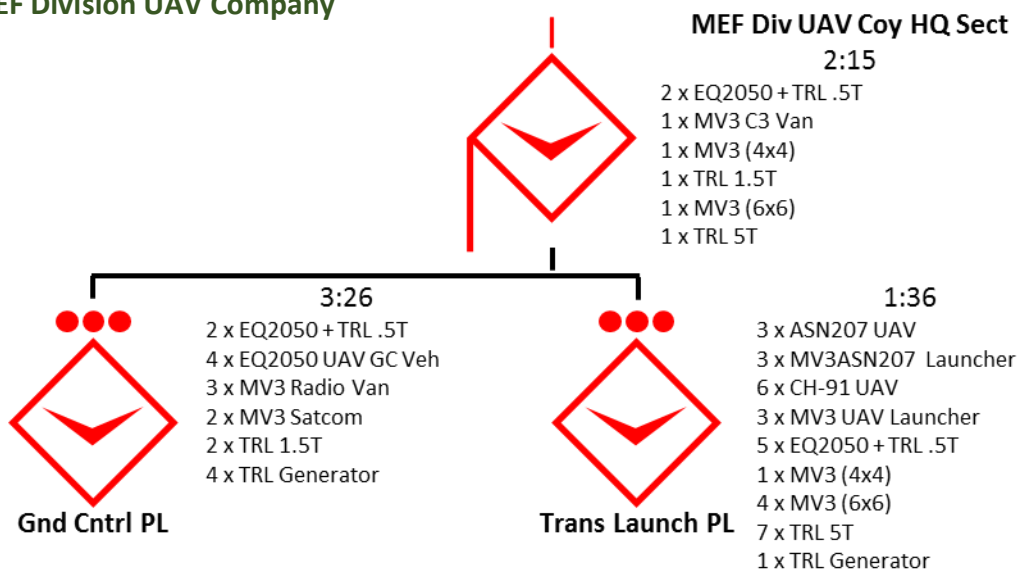 EF Division UAV Company
MEF Div UAV Coy HQ Sect
2:15
2 x EQ2050 + TRL .5T
1 x MV3 C3 Van
1 x MV3 (4x4)
1 x TRL 1.5T
1 x MV3 (6x6)
1 x TRL 5T
3:26
2 x EQ2050 + TRL .5T
4 x EQ2050 UAV GC Veh
3 x MV3 Radio Van
2 x MV3 Satcom
2 x TRL 1.5T
4 x TRL Generator
Gnd Cntrl PL
1:36
3 x ASN207 UAV
3 x MV3ASN207 Launcher
6 x CH-91 UAV
3 x MV3 UAV Launcher
5 x EQ2050 + TRL .5T
1 x MV3 (4x4)
4 x MV3 (6x6)
7 x TRL 5T
1 x TRL Generator
Trans Launch PL